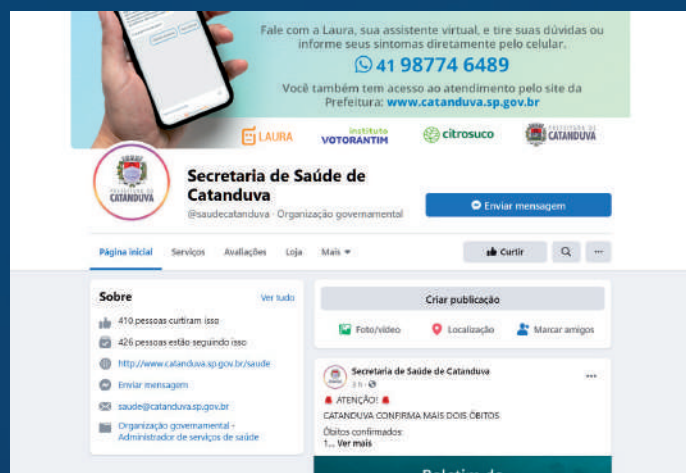 Fale com a Laura, sua assistente virtual, e tire suas dúvidas ou
informe seus sintomas diretamente pelo celular.
41 98774 6489
Você também tem acesso ao atendimento pelo site da
Prefeitura: www.catanduva.sp.gov.br
LAURA
instituto
VOTORANTIM
citrosuco
PREFEITURA DE
CATANDUVA
PREFEITURA DE
CATANDUVA
Secretaria de Saúde de
Catanduva
@saudecatanduva · Organização governamental
Enviar mensagem
Página inicial Serviços Avaliações Loja Mais
Curtir
Sobre
Ver tudo
410 pessoas curtiram isso
426 pessoas estão seguindo isso
http://www.catanduva.sp.gov.br/saude
Enviar mensagem
saude@catanduva.sp.gov.br
Organização governamental -
Administrador de serviços de saúde
Criar publicação
Foto/vídeo Localização Marcar amigos
Secretaria de Saúde de Catanduva
ATENÇÃO!
CATANDUVA CONFIRMA MAIS DOIS ÓBITOS
Óbitos confirmados:
1... Ver mais
Boletim do